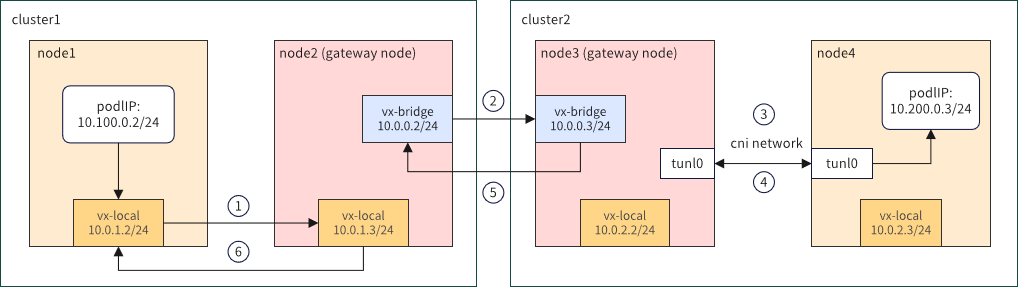 cluster1
node1
podlIP:
10.100.0.2/24
vx-local
10.0.1.2/24
1
6
node2 (gateway node)
vx-bridge
10.0.0.2/24
vx-local
10.0.1.3/24
2
5
cluster2
node3 (gateway node)
vx-bridge
10.0.0.3/24
tunl0
vx-local
10.0.2.2/24
3
cni network
4
node4
podlIP:
10.200.0.3/24
tunl0
vx-local
10.0.2.3/24